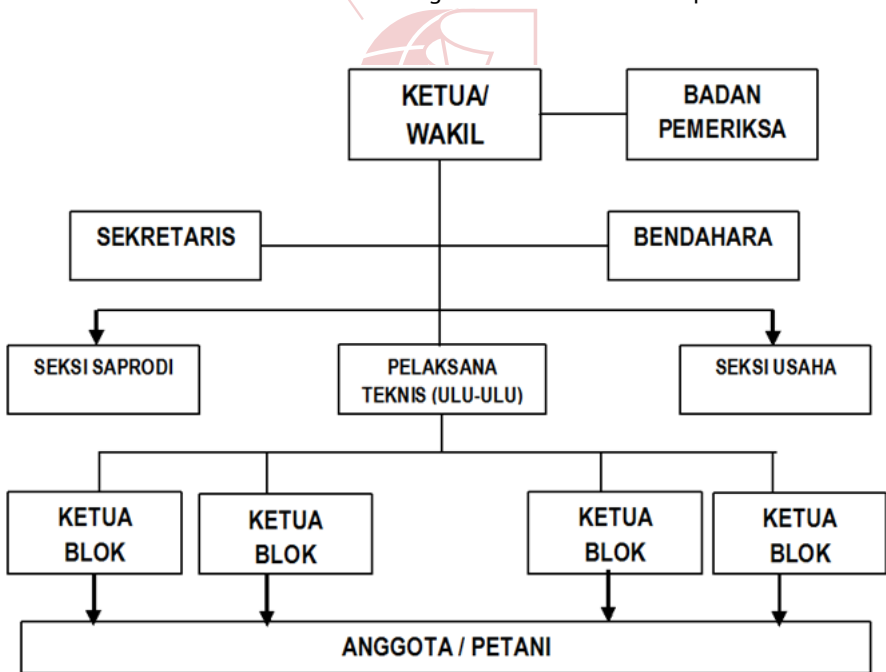 KETUA/
WAKIL
BADAN
PEMERIKSA
SEKRETARIS
BENDAHARA
SEKSI SAPRODI
PELAKSANA
TEKNIS (ULU-ULU)
SEKSI USAHA
KETUA
BLOK
KETUA
BLOK
KETUA
BLOK
KETUA
BLOK
ANGGOTA / PETANI